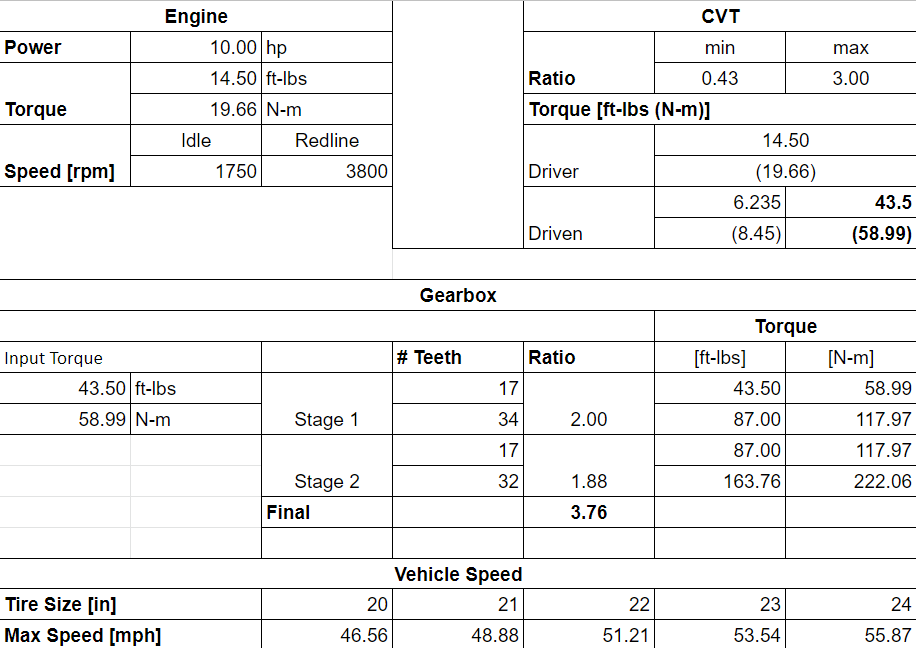 Engine CVT
Power 10.00 hp min max
14.50 ft-lbs Ratio 0.43 3.00
Torque 19.66 N-m Torque [ft-lbs (N-m)]
Idle Redline 14.50
Speed [rpm] 1750 3800 Driver (19.66)
6.235 43.5
Driven (8.45) (58.99)
Gearbox
Torque
Input Torque # Teeth Ratio [ft-lbs] [N-m]
43.50 ft-lbs 17 43.50 58.99
58.99 N-m Stage 1 34 2.00 87.00 117.97
17 87.00 117.97
Stage 2 32 1.88 163.76 222.06
Final 3.76
Vehicle Speed
Tire Size [in] 20 21 22 23 24
Max Speed [mph] 46.56 48.88 51.21 53.54 55.87